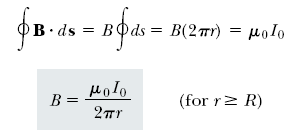 ∮ B · ds = B ∮ ds = B(2πr) = μ₀I₀
B = μ₀I₀ / 2πr (for r ≥ R)